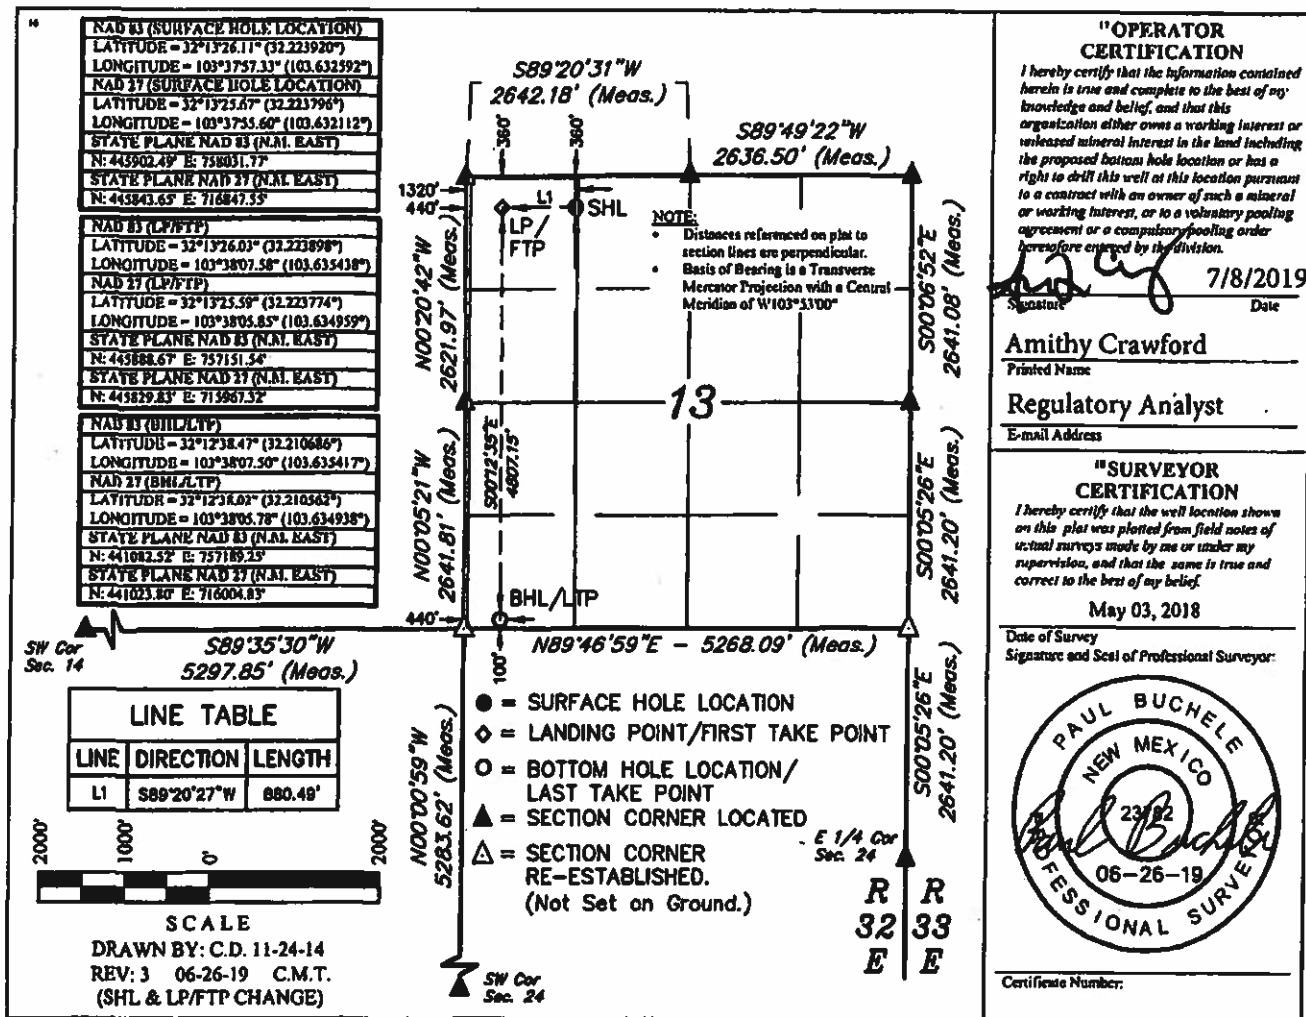 NAD 83 (SURFACE HOLE LOCATION)
LATITUDE = 32°13'26.11" (32.223920°)
LONGITUDE = 103°37'57.33" (103.632592°)
NAD 27 (SURFACE HOLE LOCATION)
LATITUDE = 32°13'25.67" (32.223796°)
LONGITUDE = 103°37'55.60" (103.632112°)
STATE PLANE NAD 83 (N.M. EAST)
N: 445902.49' E: 758031.77'
STATE PLANE NAD 27 (N.M. EAST)
N: 445843.65' E: 716847.55'
NAD 83 (LP/FTP)
LATITUDE = 32°13'26.03" (32.223898°)
LONGITUDE = 103°38'07.58" (103.635438°)
NAD 27 (LP/FTP)
LATITUDE = 32°13'25.59" (32.223774°)
LONGITUDE = 103°38'05.85" (103.634959°)
STATE PLANE NAD 83 (N.M. EAST)
N: 445888.67' E: 757151.54'
STATE PLANE NAD 27 (N.M. EAST)
N: 445829.83' E: 715967.32'
NAD 83 (BHL/LTP)
LATITUDE = 32°12'38.47" (32.210686°)
LONGITUDE = 103°38'07.50" (103.635417°)
NAD 27 (BHL/LTP)
LATITUDE = 32°12'38.02" (32.210562°)
LONGITUDE = 103°38'05.78" (103.634938°)
STATE PLANE NAD 83 (N.M. EAST)
N: 441082.52' E: 757189.25'
STATE PLANE NAD 27 (N.M. EAST)
N: 441023.80' E: 716004.83'
S89°20'31"W
2642.18' (Meas.)
S89°49'22"W
2636.50' (Meas.)
360'
360'
1320'
440'
L1
SHL
LP/
FTP
NOTE:
• Distances referenced on plat to
section lines are perpendicular.
• Basis of Bearing is a Transverse
Mercator Projection with a Central
Meridian of W103°53'00"
N00°20'42"W
2621.97' (Meas.)
S00°06'52"E
2641.08' (Meas.)
13
S00°12'35"E
4807.15'
N00°05'21"W
2641.81' (Meas.)
S00°05'26"E
2641.20' (Meas.)
BHL/LTP
440'
100'
SW Cor
Sec. 14
S89°35'30"W
5297.85' (Meas.)
N89°46'59"E - 5268.09' (Meas.)
LINE TABLE
LINE DIRECTION LENGTH
L1 S89°20'27"W 880.49'
N00°00'59"W
5283.62' (Meas.)
S00°05'26"E
2641.20' (Meas.)
● = SURFACE HOLE LOCATION
◇ = LANDING POINT/FIRST TAKE POINT
○ = BOTTOM HOLE LOCATION/
LAST TAKE POINT
▲ = SECTION CORNER LOCATED
△ = SECTION CORNER
RE-ESTABLISHED.
(Not Set on Ground.)
E 1/4 Cor
Sec. 24
R R
32 33
E E
SW Cor
Sec. 24
2000' 1000' 0' 2000'
SCALE
DRAWN BY: C.D. 11-24-14
REV: 3 06-26-19 C.M.T.
(SHL & LP/FTP CHANGE)
OPERATOR
CERTIFICATION
I hereby certify that the information contained
herein is true and complete to the best of my
knowledge and belief, and that this
organization either owns a working interest or
unleased mineral interest in the land including
the proposed bottom hole location or has a
right to drill this well at this location pursuant
to a contract with an owner of such a mineral
or working interest, or to a voluntary pooling
agreement or a compulsory pooling order
heretofore entered by the division.
7/8/2019
Signature Date
Amithy Crawford
Printed Name
Regulatory Analyst
E-mail Address
SURVEYOR
CERTIFICATION
I hereby certify that the well location shown
on this plat was plotted from field notes of
actual surveys made by me or under my
supervision, and that the same is true and
correct to the best of my belief.
May 03, 2018
Date of Survey
Signature and Seal of Professional Surveyor:
PAUL BUCHELE
NEW MEXICO
06-26-19
PROFESSIONAL SURVEYOR
Certificate Number: